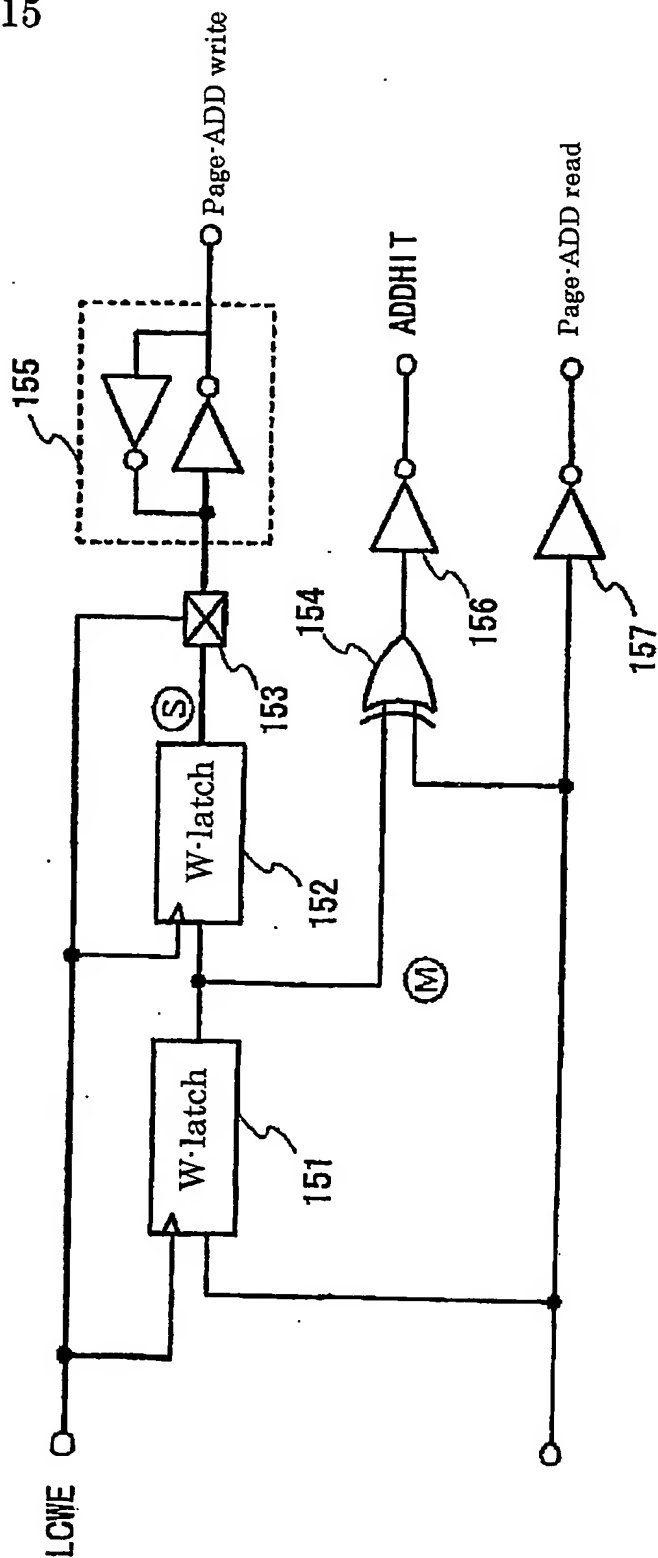 15
LCWE
W-latch
151
M
W-latch
152
S
153
155
Page·ADD write
154
156
ADDHIT
157
Page·ADD read